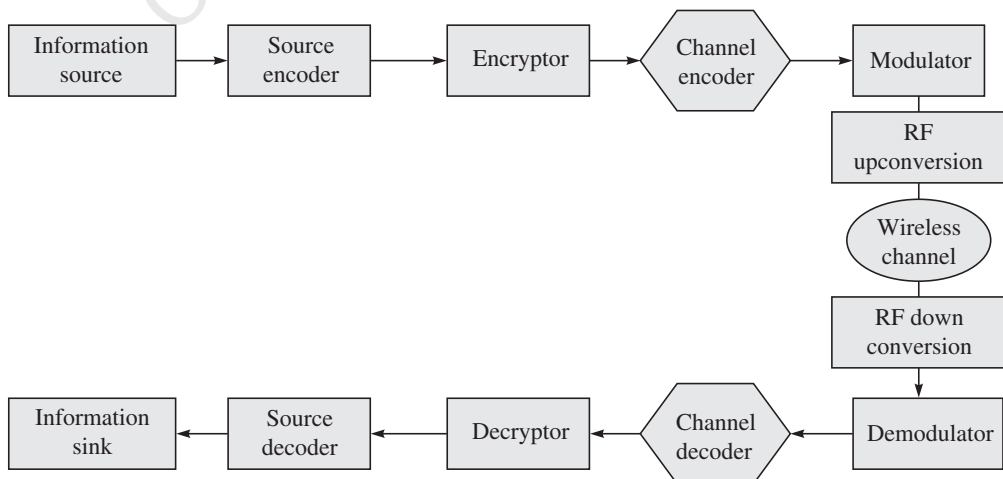 Information
source
Source
encoder
Encryptor
Channel
encoder
Modulator
RF
upconversion
Wireless
channel
RF down
conversion
Information
sink
Source
decoder
Decryptor
Channel
decoder
Demodulator